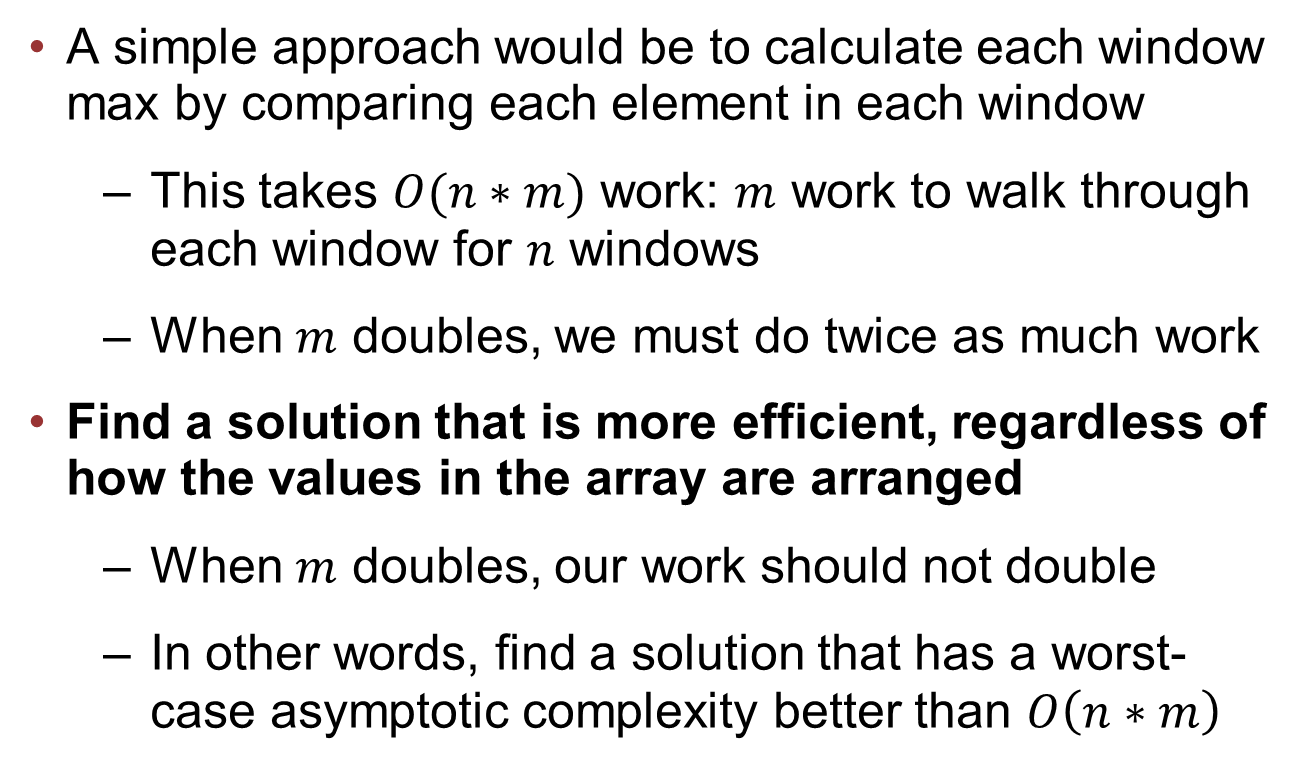 • A simple approach would be to calculate each window
max by comparing each element in each window
– This takes O(n ∗ m) work: m work to walk through
each window for n windows
– When m doubles, we must do twice as much work
• Find a solution that is more efficient, regardless of
how the values in the array are arranged
– When m doubles, our work should not double
– In other words, find a solution that has a worst-
case asymptotic complexity better than O(n ∗ m)